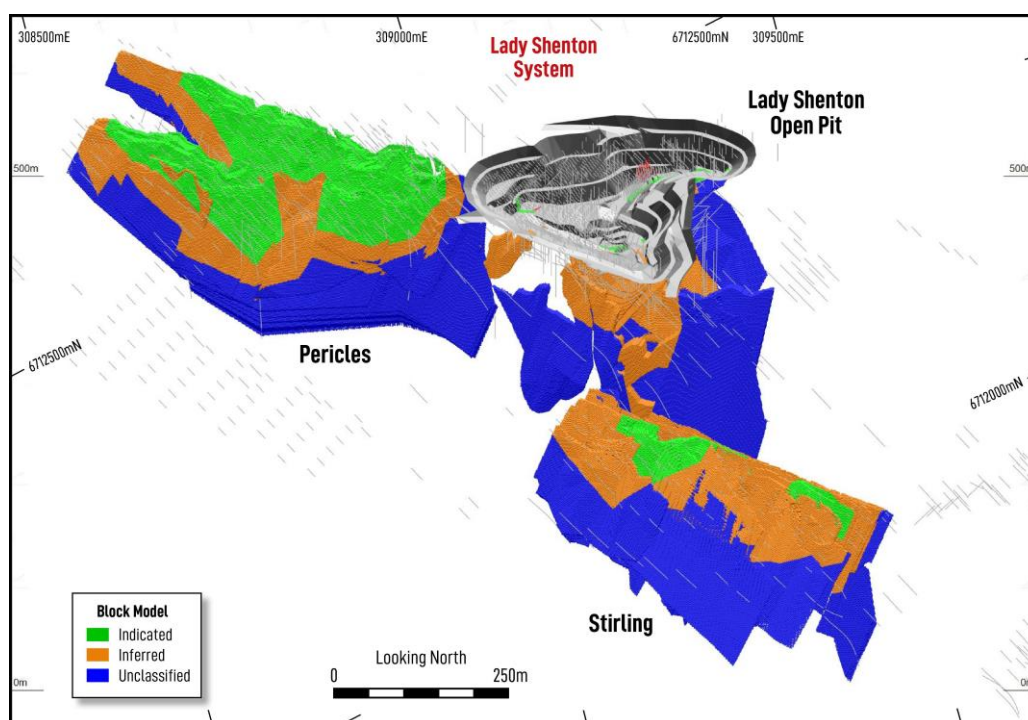 308500mE
309000mE
6712500mN
309500mE
Lady Shenton
System
Lady Shenton
Open Pit
500m
500m
6712500mN
Pericles
6712000mN
Stirling
Block Model
Indicated
Inferred
Unclassified
Looking North
0
250m
0m
0m